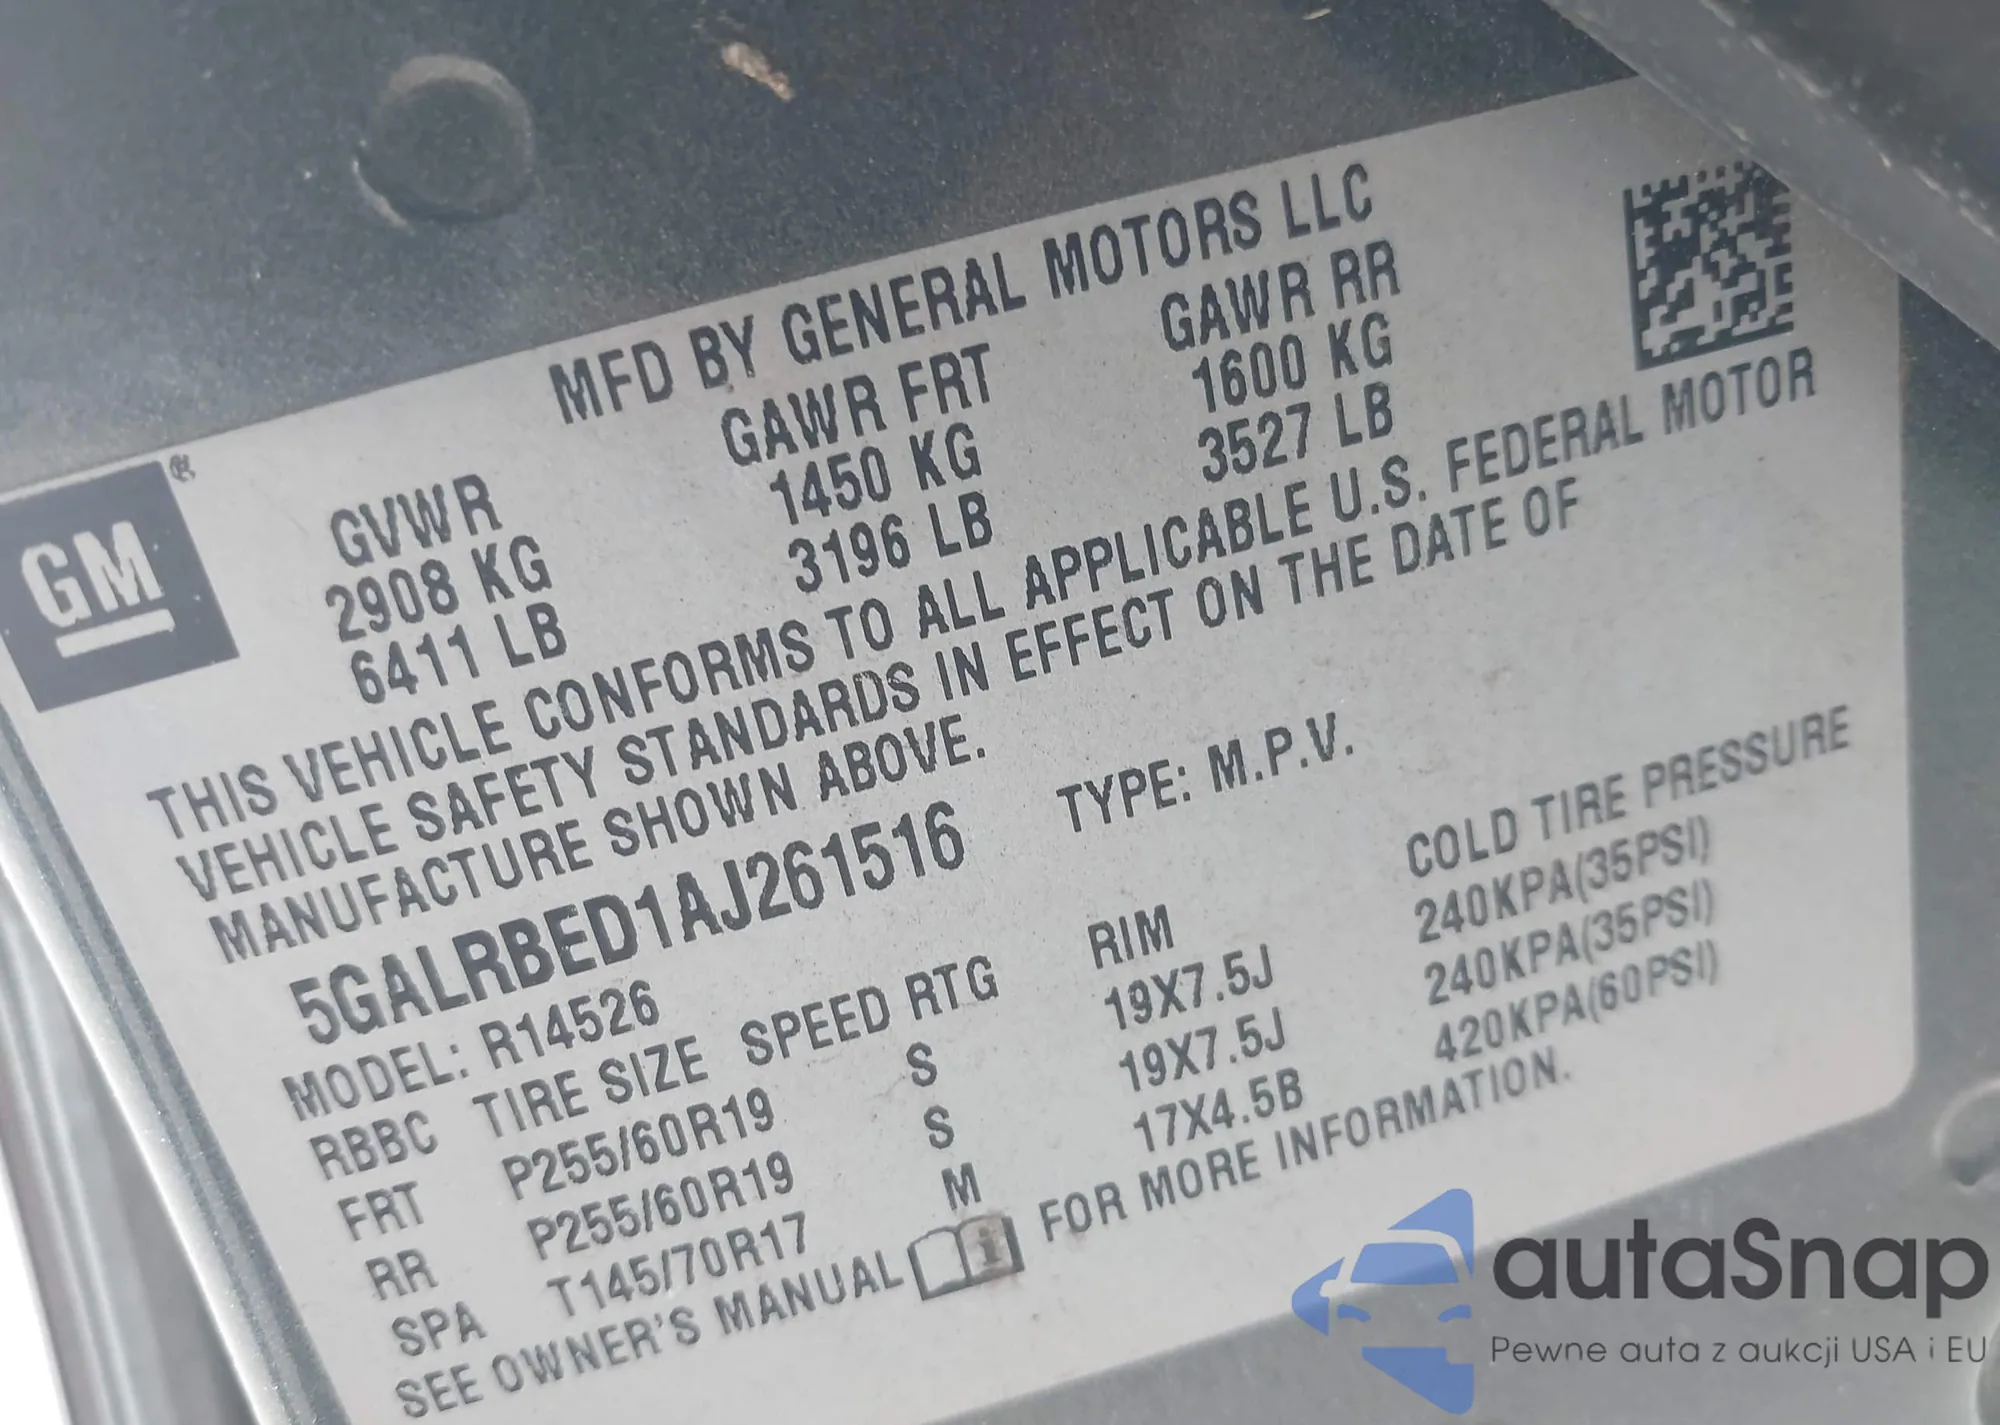 MFD BY GENERAL MOTORS LLC
GM®
GVWR GAWR FRT GAWR RR
2908 KG 1450 KG 1600 KG
6411 LB 3196 LB 3527 LB
THIS VEHICLE CONFORMS TO ALL APPLICABLE U.S. FEDERAL MOTOR
VEHICLE SAFETY STANDARDS IN EFFECT ON THE DATE OF
MANUFACTURE SHOWN ABOVE.
5GALRBED1AJ261516 TYPE: M.P.V.
MODEL: R14526
RBBC TIRE SIZE SPEED RTG RIM COLD TIRE PRESSURE
FRT P255/60R19 S 19X7.5J 240KPA(35PSI)
RR P255/60R19 S 19X7.5J 240KPA(35PSI)
SPA T145/70R17 M 17X4.5B 420KPA(60PSI)
SEE OWNER'S MANUAL i FOR MORE INFORMATION.
autaSnap
Pewne auta z aukcji USA i EU